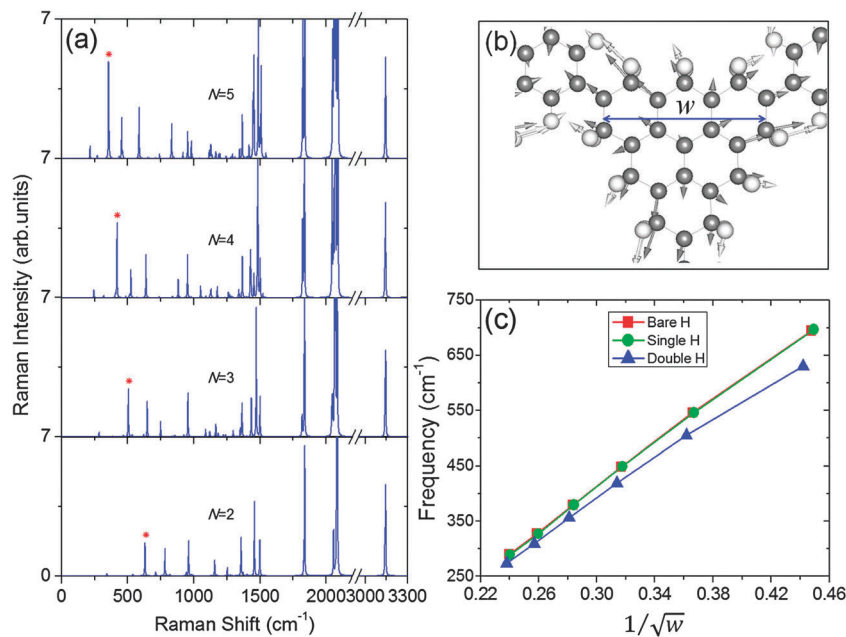 (a)
7
N=5
7
N=4
7
N=3
7
N=2
0
0 500 1000 1500 2000 3000 3300
Raman Shift (cm-1)
Raman Intensity (arb.units)
(b)
w
(c)
Bare H
Single H
Double H
750
650
550
450
350
250
0.22 0.26 0.30 0.34 0.38 0.42 0.46
Frequency (cm-1)
1/√w